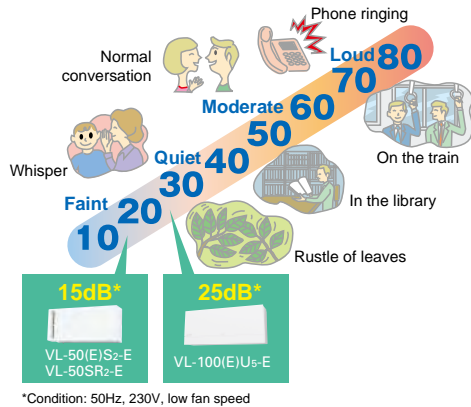 Phone ringing
Normal
conversation
Loud 80
70
Moderate 60
50
On the train
Whisper
Quiet 40
30
In the library
Faint 20
10
Rustle of leaves
15dB*
VL-50(E)S2-E
VL-50SR2-E
25dB*
VL-100(E)U5-E
*Condition: 50Hz, 230V, low fan speed